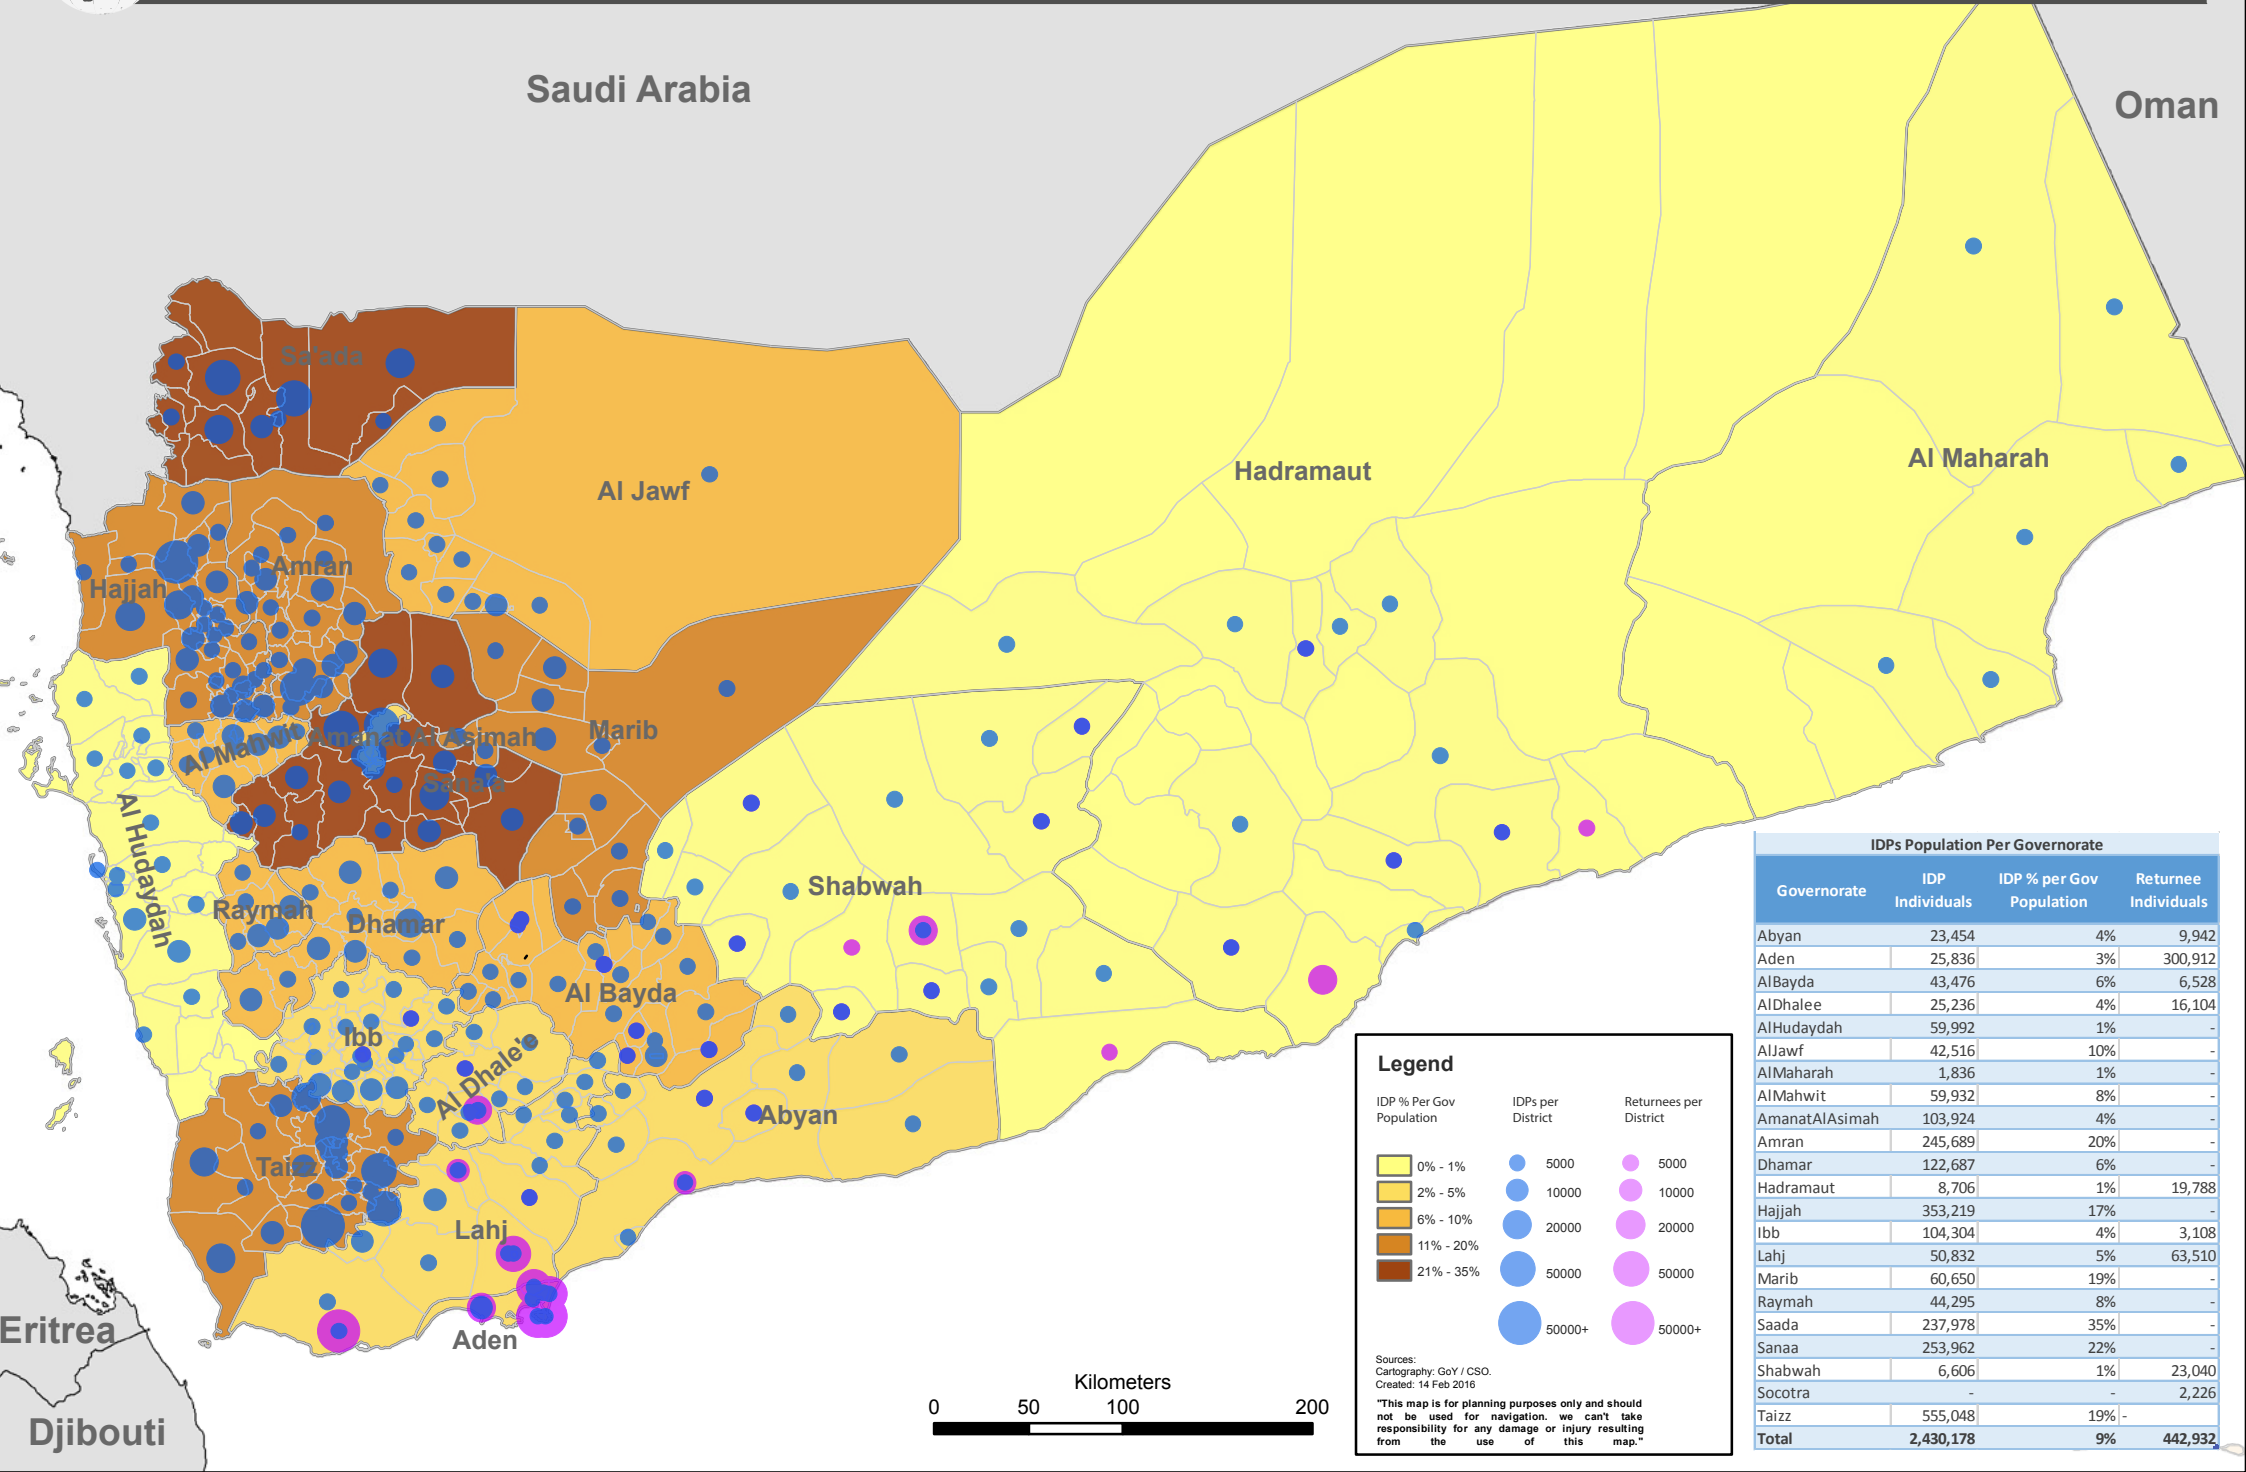 Saudi Arabia
Oman
Sa'ada
Al Jawf
Hadramaut
Al Maharah
Amran
Hajjah
Marib
Al Mahwit
Amanat Al Asimah
Sana'a
Al Hudaydah
Shabwah
Raymah
Dhamar
Al Bayda
Ibb
Al Dhale'e
Abyan
Taizz
Lahj
Aden
Eritrea
Djibouti
Kilometers
0 50 100 200
Legend
IDP % Per Gov
Population
IDPs per
District
Returnees per
District
0% - 1% 5000 5000
2% - 5% 10000 10000
6% - 10% 20000 20000
11% - 20% 50000 50000
21% - 35%
50000+ 50000+
Sources:
Cartography: GoY / CSO.
Created: 14 Feb 2016
"This map is for planning purposes only and should
not be used for navigation. we can't take
responsibility for any damage or injury resulting
from the use of this map."
IDPs Population Per Governorate
Governorate IDP Individuals IDP % per Gov Population Returnee Individuals
Abyan 23,454 4% 9,942
Aden 25,836 3% 300,912
AlBayda 43,476 6% 6,528
AlDhalee 25,236 4% 16,104
AlHudaydah 59,992 1% -
AlJawf 42,516 10% -
AlMaharah 1,836 1% -
AlMahwit 59,932 8% -
AmanatAlAsimah 103,924 4% -
Amran 245,689 20% -
Dhamar 122,687 6% -
Hadramaut 8,706 1% 19,788
Hajjah 353,219 17% -
Ibb 104,304 4% 3,108
Lahj 50,832 5% 63,510
Marib 60,650 19% -
Raymah 44,295 8% -
Saada 237,978 35% -
Sanaa 253,962 22% -
Shabwah 6,606 1% 23,040
Socotra - - 2,226
Taizz 555,048 19% -
Total 2,430,178 9% 442,932